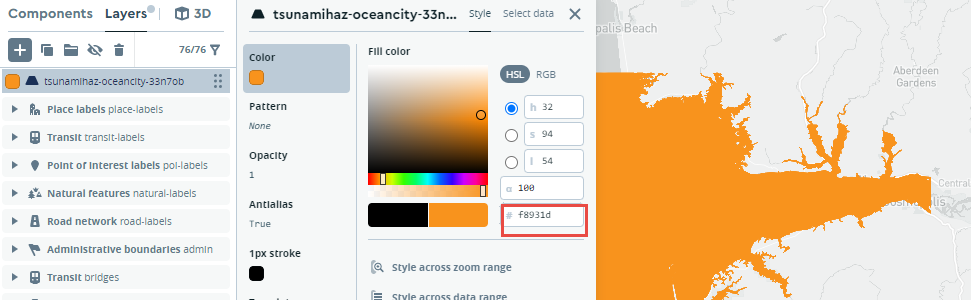 Components Layers 3D
76/76
tsunamihaz-oceancity-33n7ob
Place labels place-labels
Transit transit-labels
Point of interest labels poi-labels
Natural features natural-labels
Road network road-labels
Administrative boundaries admin
Transit bridges
tsunamihaz-oceancity-33n... Style Select data
Color
Pattern
None
Opacity
1
Antialias
True
1px stroke
Fill color
HSL RGB
h 32
s 94
l 54
α 100
# f8931d
Style across zoom range
Style across data range
palis Beach
Aberdeen
Gardens
Central